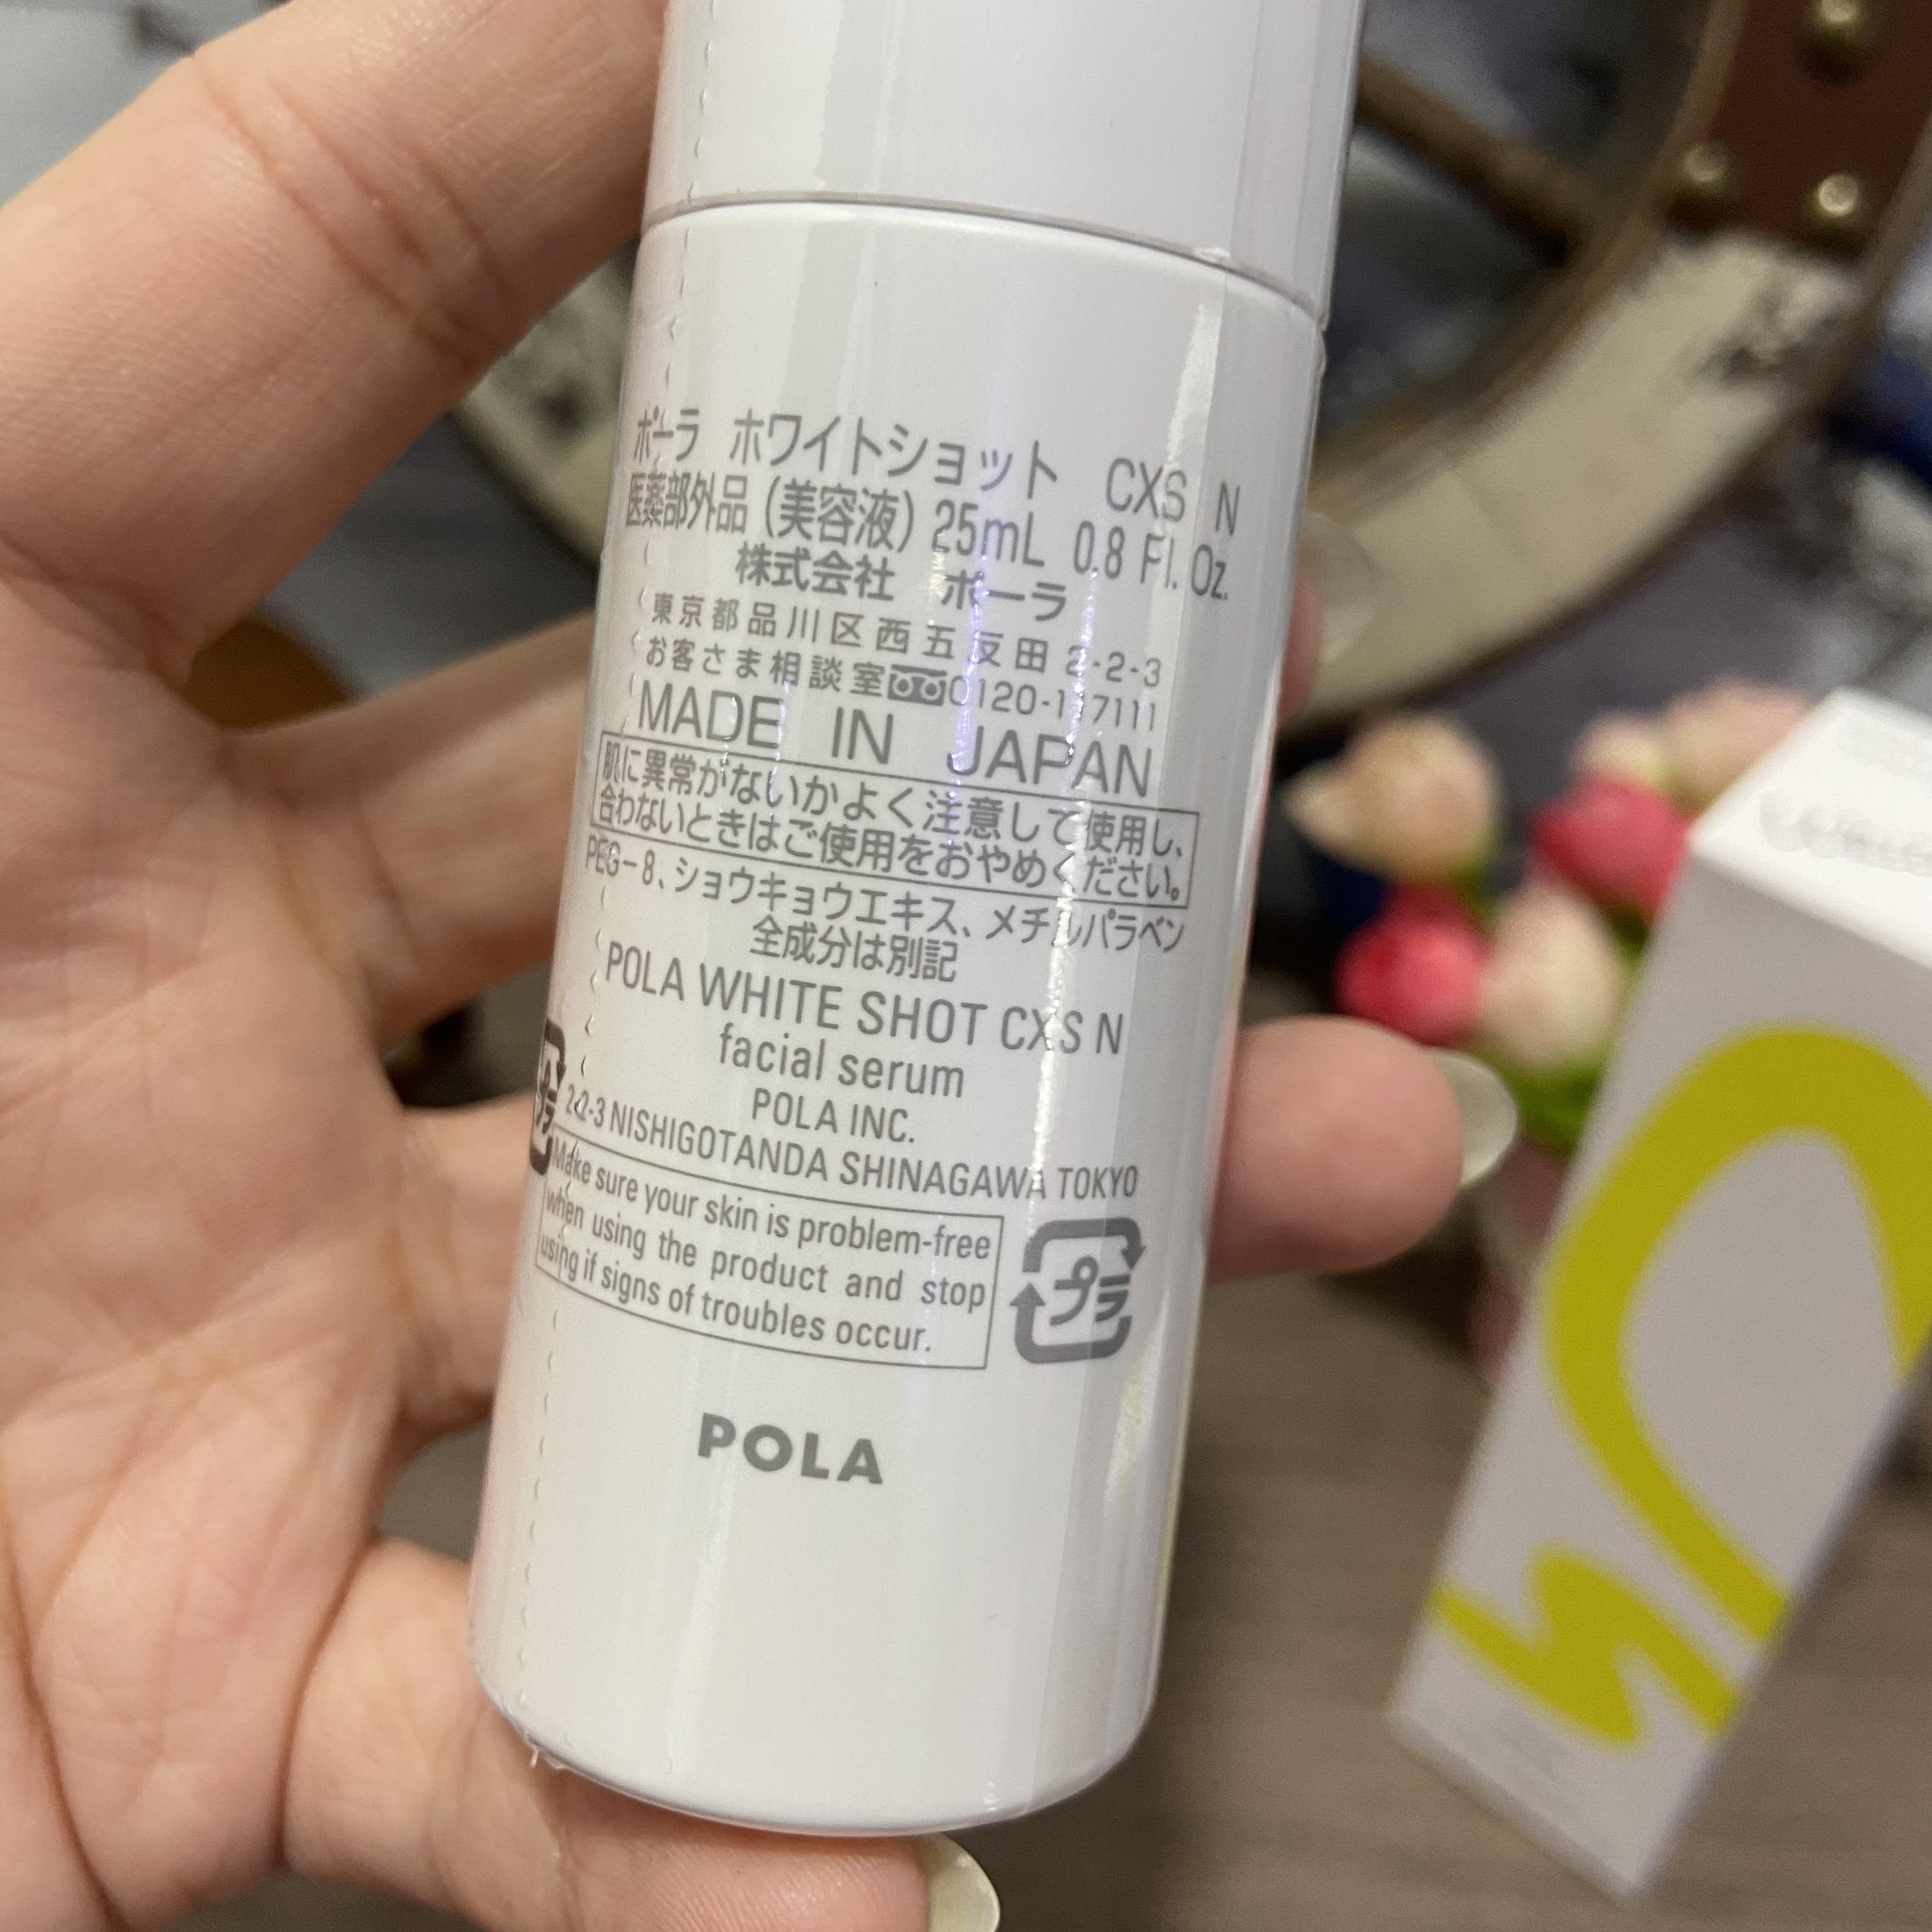 ポーラ ホワイトショット CXS N
医薬部外品（美容液）25mL 0.8 Fl. Oz.
株式会社 ポーラ
東京都品川区西五反田 2-2-3
お客さま相談室 0120-117111
MADE IN JAPAN
肌に異常がないかよく注意して使用し、
合わないときはご使用をおやめください。
PEG-8、ショウキョウエキス、メチルパラベン
全成分は別記
POLA WHITE SHOT CXS N
facial serum
POLA INC.
2-2-3 NISHIGOTANDA SHINAGAWA TOKYO
Make sure your skin is problem-free
when using the product and stop
using if signs of troubles occur.
プラ
プラ
POLA